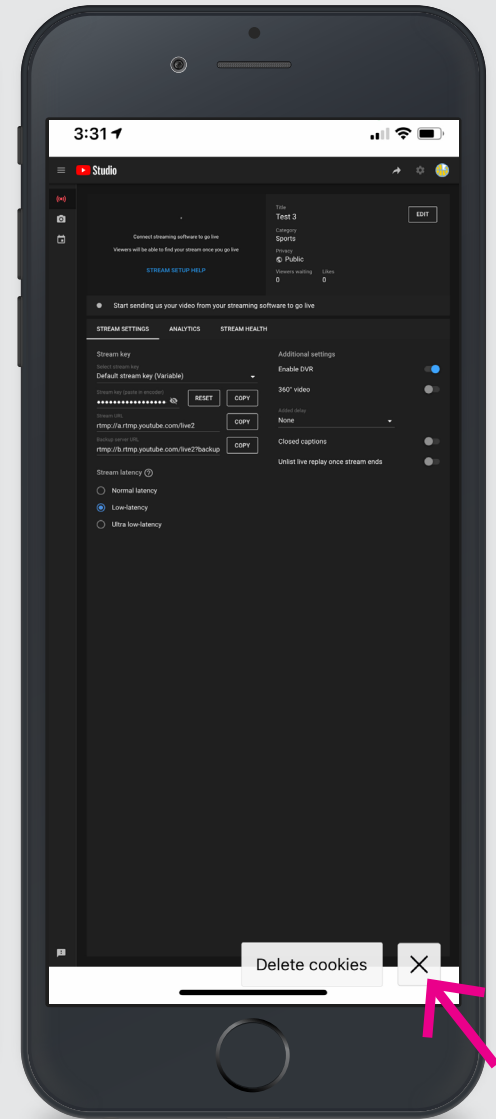 3:31
Studio
Title
Test 3
EDIT
Category
Sports
Connect streaming software to go live
Viewers will be able to find your stream once you go live
Privacy
Public
STREAM SETUP HELP
Viewers waiting
Likes
0
0
Start sending us your video from your streaming software to go live
STREAM SETTINGS
ANALYTICS
STREAM HEALTH
Stream key
Select stream key
Default stream key (Variable)
Stream key (paste in encoder)
RESET
COPY
Stream URL
rtmp://a.rtmp.youtube.com/live2
COPY
Backup server URL
rtmp://b.rtmp.youtube.com/live2?backup
COPY
Stream latency
Normal latency
Low-latency
Ultra low-latency
Additional settings
Enable DVR
360° video
Added delay
None
Closed captions
Unlist live replay once stream ends
Delete cookies